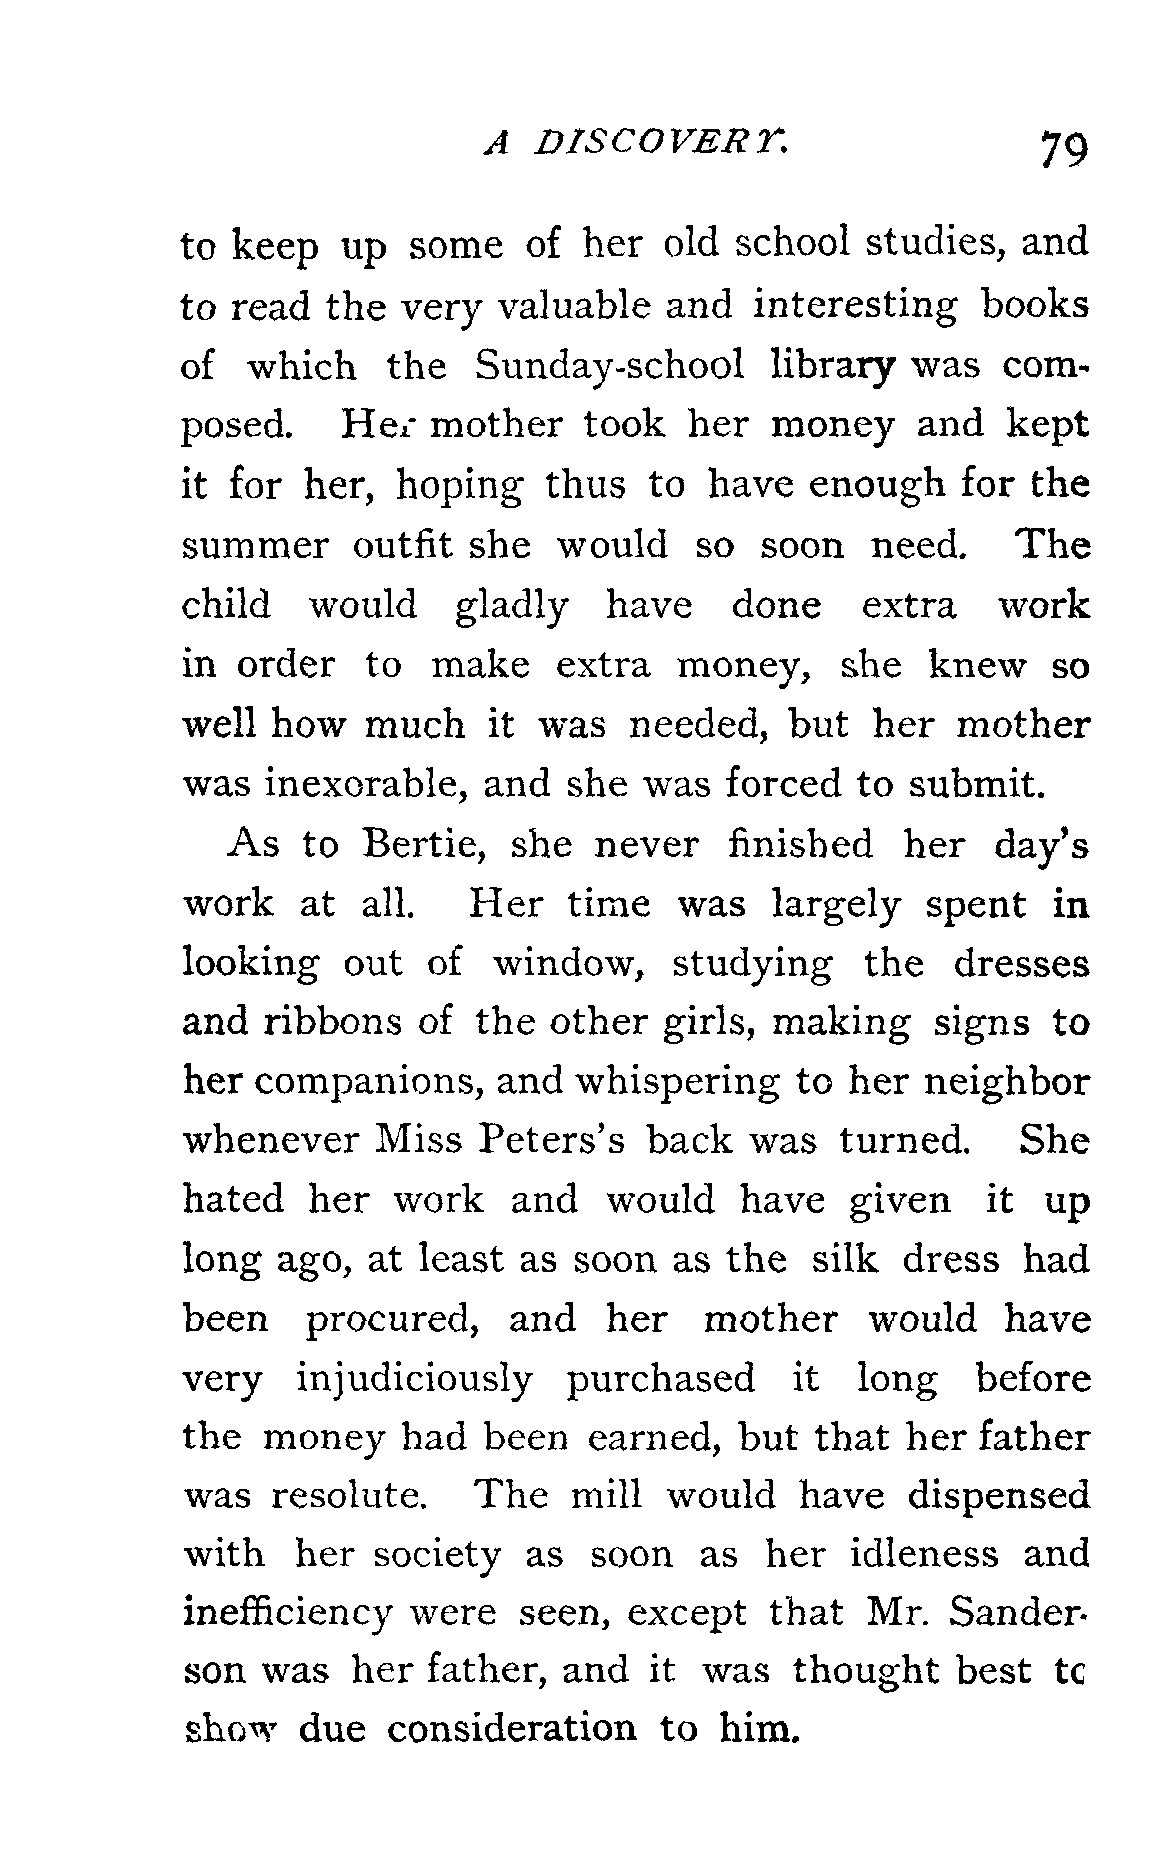 A DISCOVERY. 79
to keep up some of her old school studies, and
to read the very valuable and interesting books
of which the Sunday-school library was com-
posed. Her mother took her money and kept
it for her, hoping thus to have enough for the
summer outfit she would so soon need. The
child would gladly have done extra work
in order to make extra money, she knew so
well how much it was needed, but her mother
was inexorable, and she was forced to submit.
As to Bertie, she never finished her day's
work at all. Her time was largely spent in
looking out of window, studying the dresses
and ribbons of the other girls, making signs to
her companions, and whispering to her neighbor
whenever Miss Peters's back was turned. She
hated her work and would have given it up
long ago, at least as soon as the silk dress had
been procured, and her mother would have
very injudiciously purchased it long before
the money had been earned, but that her father
was resolute. The mill would have dispensed
with her society as soon as her idleness and
inefficiency were seen, except that Mr. Sander-
son was her father, and it was thought best to
show due consideration to him.